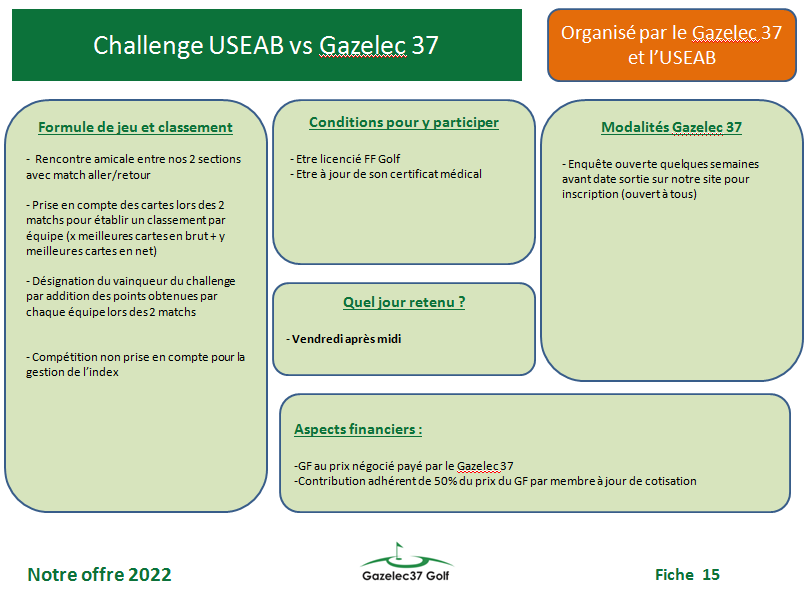 Challenge USEAB vs Gazelec 37
Organisé par le Gazelec 37
et l'USEAB
Formule de jeu et classement
- Rencontre amicale entre nos 2 sections
avec match aller/retour
- Prise en compte des cartes lors des 2
matchs pour établir un classement par
équipe (x meilleures cartes en brut + y
meilleures cartes en net)
- Désignation du vainqueur du challenge
par addition des points obtenues par
chaque équipe lors des 2 matchs
- Compétition non prise en compte pour la
gestion de l'index
Conditions pour y participer
- Etre licencié FF Golf
- Etre à jour de son certificat médical
Quel jour retenu ?
- Vendredi après midi
Modalités Gazelec 37
- Enquête ouverte quelques semaines
avant date sortie sur notre site pour
inscription (ouvert à tous)
Aspects financiers :
-GF au prix négocié payé par le Gazelec 37
-Contribution adhérent de 50% du prix du GF par membre à jour de cotisation
Notre offre 2022
Gazelec37 Golf
Fiche 15